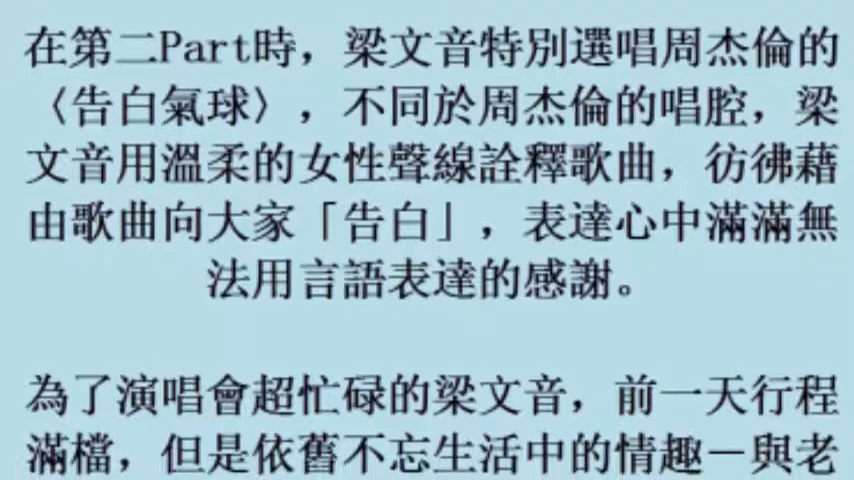 在第二Part時，梁文音特別選唱周杰倫的
〈告白氣球〉，不同於周杰倫的唱腔，梁
文音用溫柔的女性聲線詮釋歌曲，彷彿藉
由歌曲向大家「告白」，表達心中滿滿無
法用言語表達的感謝。
為了演唱會超忙碌的梁文音，前一天行程
滿檔，但是依舊不忘生活中的情趣－與老